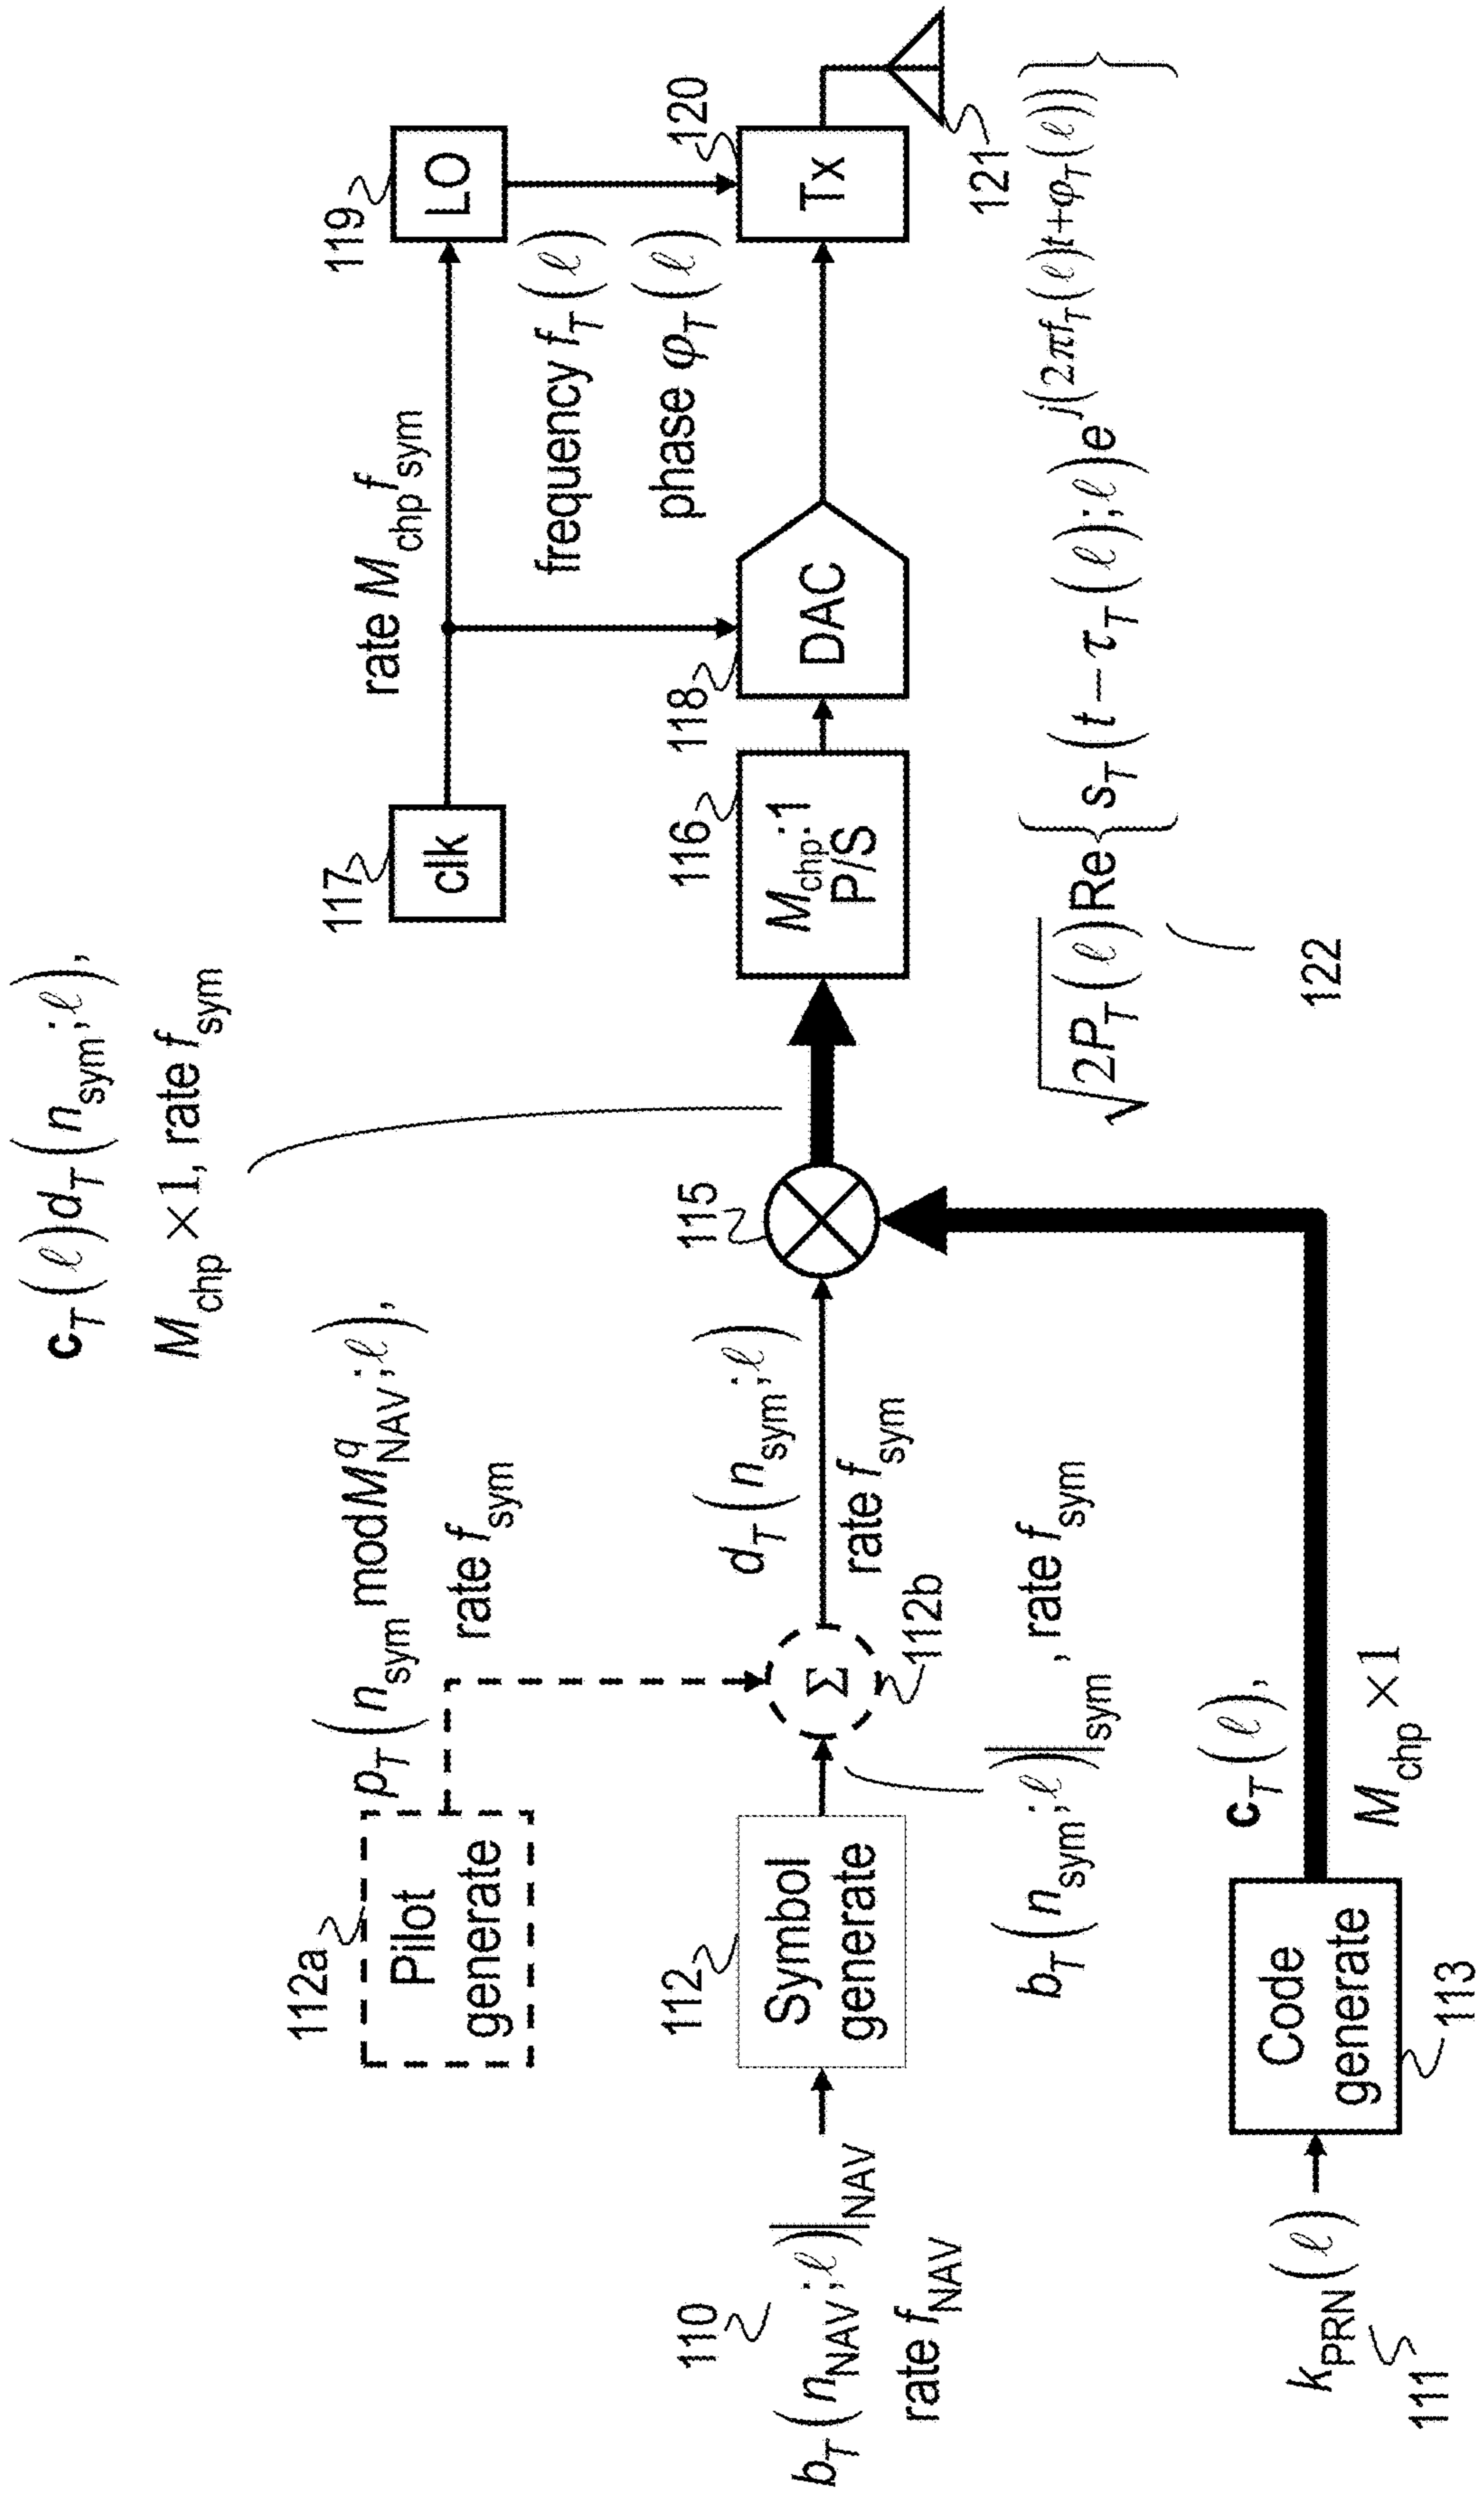 c_T(ℓ)d_T(n_sym;ℓ),
M_chp×1, rate f_sym
117
clk
rate M_chp f_sym
119
LO
frequency f_T(ℓ)
phase φ_T(ℓ)
112a
Pilot
generate
p_T(n_sym mod M^q_NAV;ℓ),
rate f_sym
110
b_T(n_NAV;ℓ)|_NAV
rate f_NAV
112
Symbol
generate
b_T(n_sym;ℓ)|_sym, rate f_sym
Σ
112b
d_T(n_sym;ℓ)
rate f_sym
115
116
M_chp:1
P/S
118
DAC
120
Tx
121
k_PRN(ℓ)
111
Code
generate
113
c_T(ℓ),
M_chp×1
√2P_T(ℓ)Re{s_T(t−τ_T(ℓ);ℓ)e^j(2πf_T(ℓ)t+φ_T(ℓ))}
122